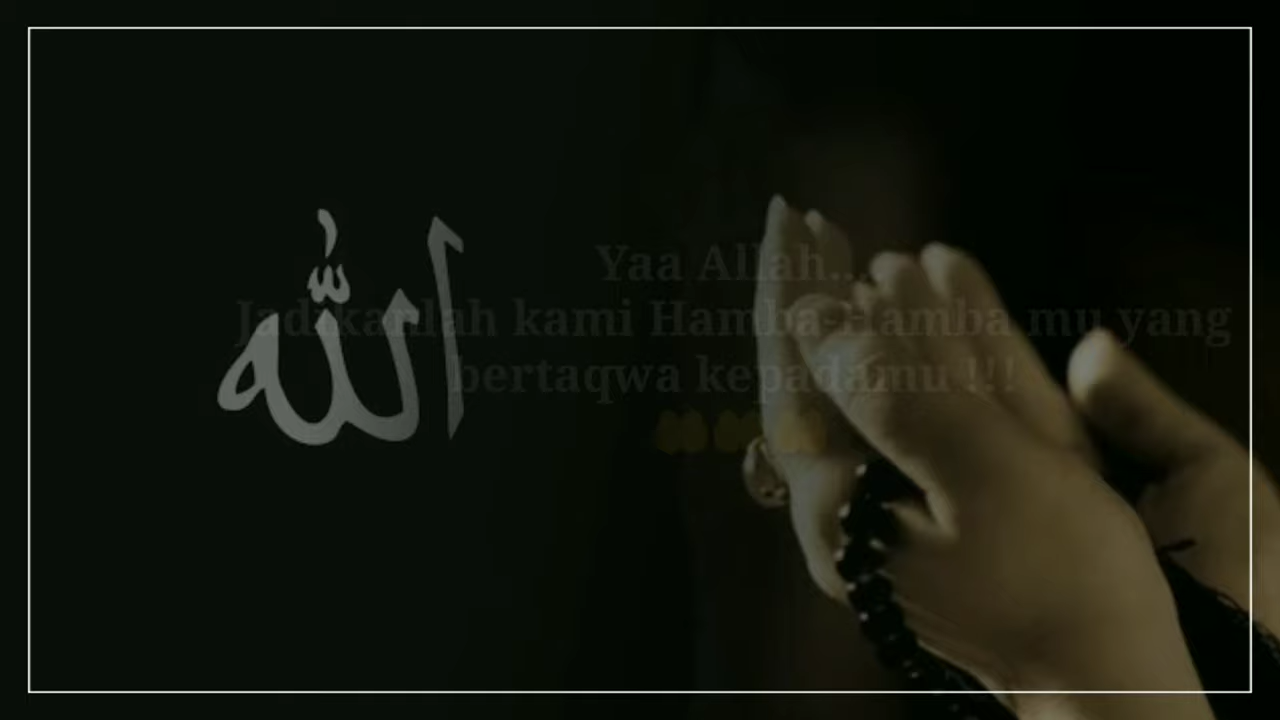 الله
Yaa Allah...
Jadikanlah kami Hamba-Hamba mu yang
bertaqwa kepadamu !!!
🤲🤲🤲